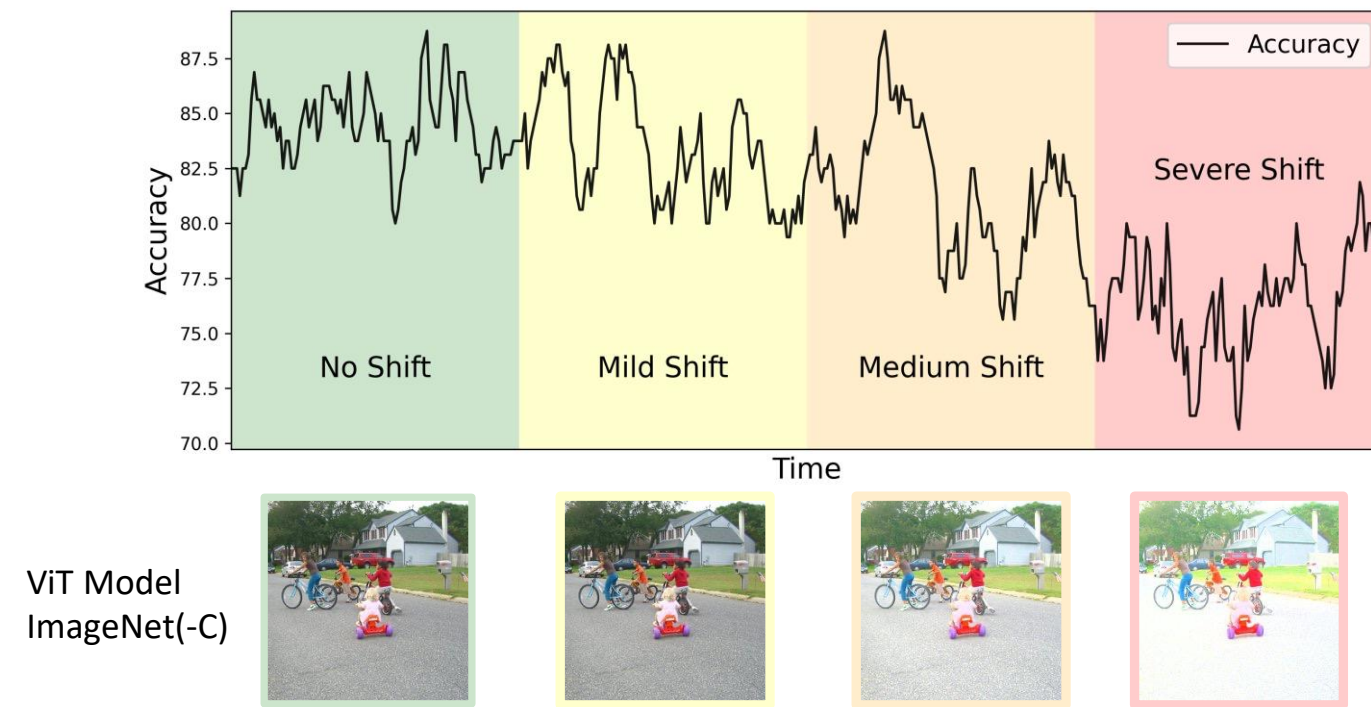 Accuracy
87.5
85.0
82.5
80.0
77.5
75.0
72.5
70.0
Accuracy
No Shift
Mild Shift
Medium Shift
Severe Shift
Time
ViT Model
ImageNet(-C)